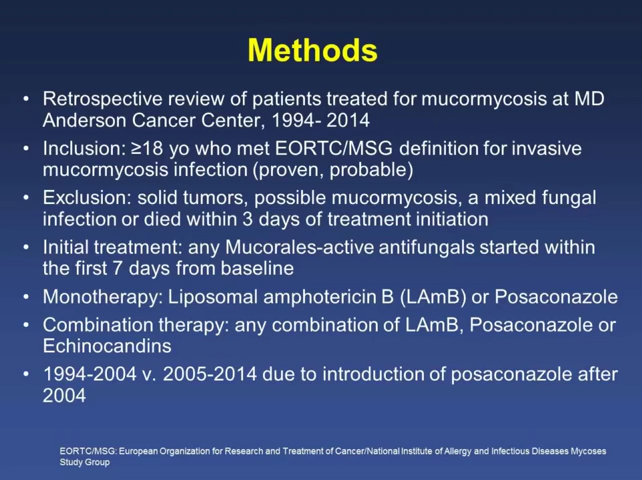 Methods
• Retrospective review of patients treated for mucormycosis at MD
Anderson Cancer Center, 1994- 2014
• Inclusion: ≥18 yo who met EORTC/MSG definition for invasive
mucormycosis infection (proven, probable)
• Exclusion: solid tumors, possible mucormycosis, a mixed fungal
infection or died within 3 days of treatment initiation
• Initial treatment: any Mucorales-active antifungals started within
the first 7 days from baseline
• Monotherapy: Liposomal amphotericin B (LAmB) or Posaconazole
• Combination therapy: any combination of LAmB, Posaconazole or
Echinocandins
• 1994-2004 v. 2005-2014 due to introduction of posaconazole after
2004
EORTC/MSG: European Organization for Research and Treatment of Cancer/National Institute of Allergy and Infectious Diseases Mycoses
Study Group